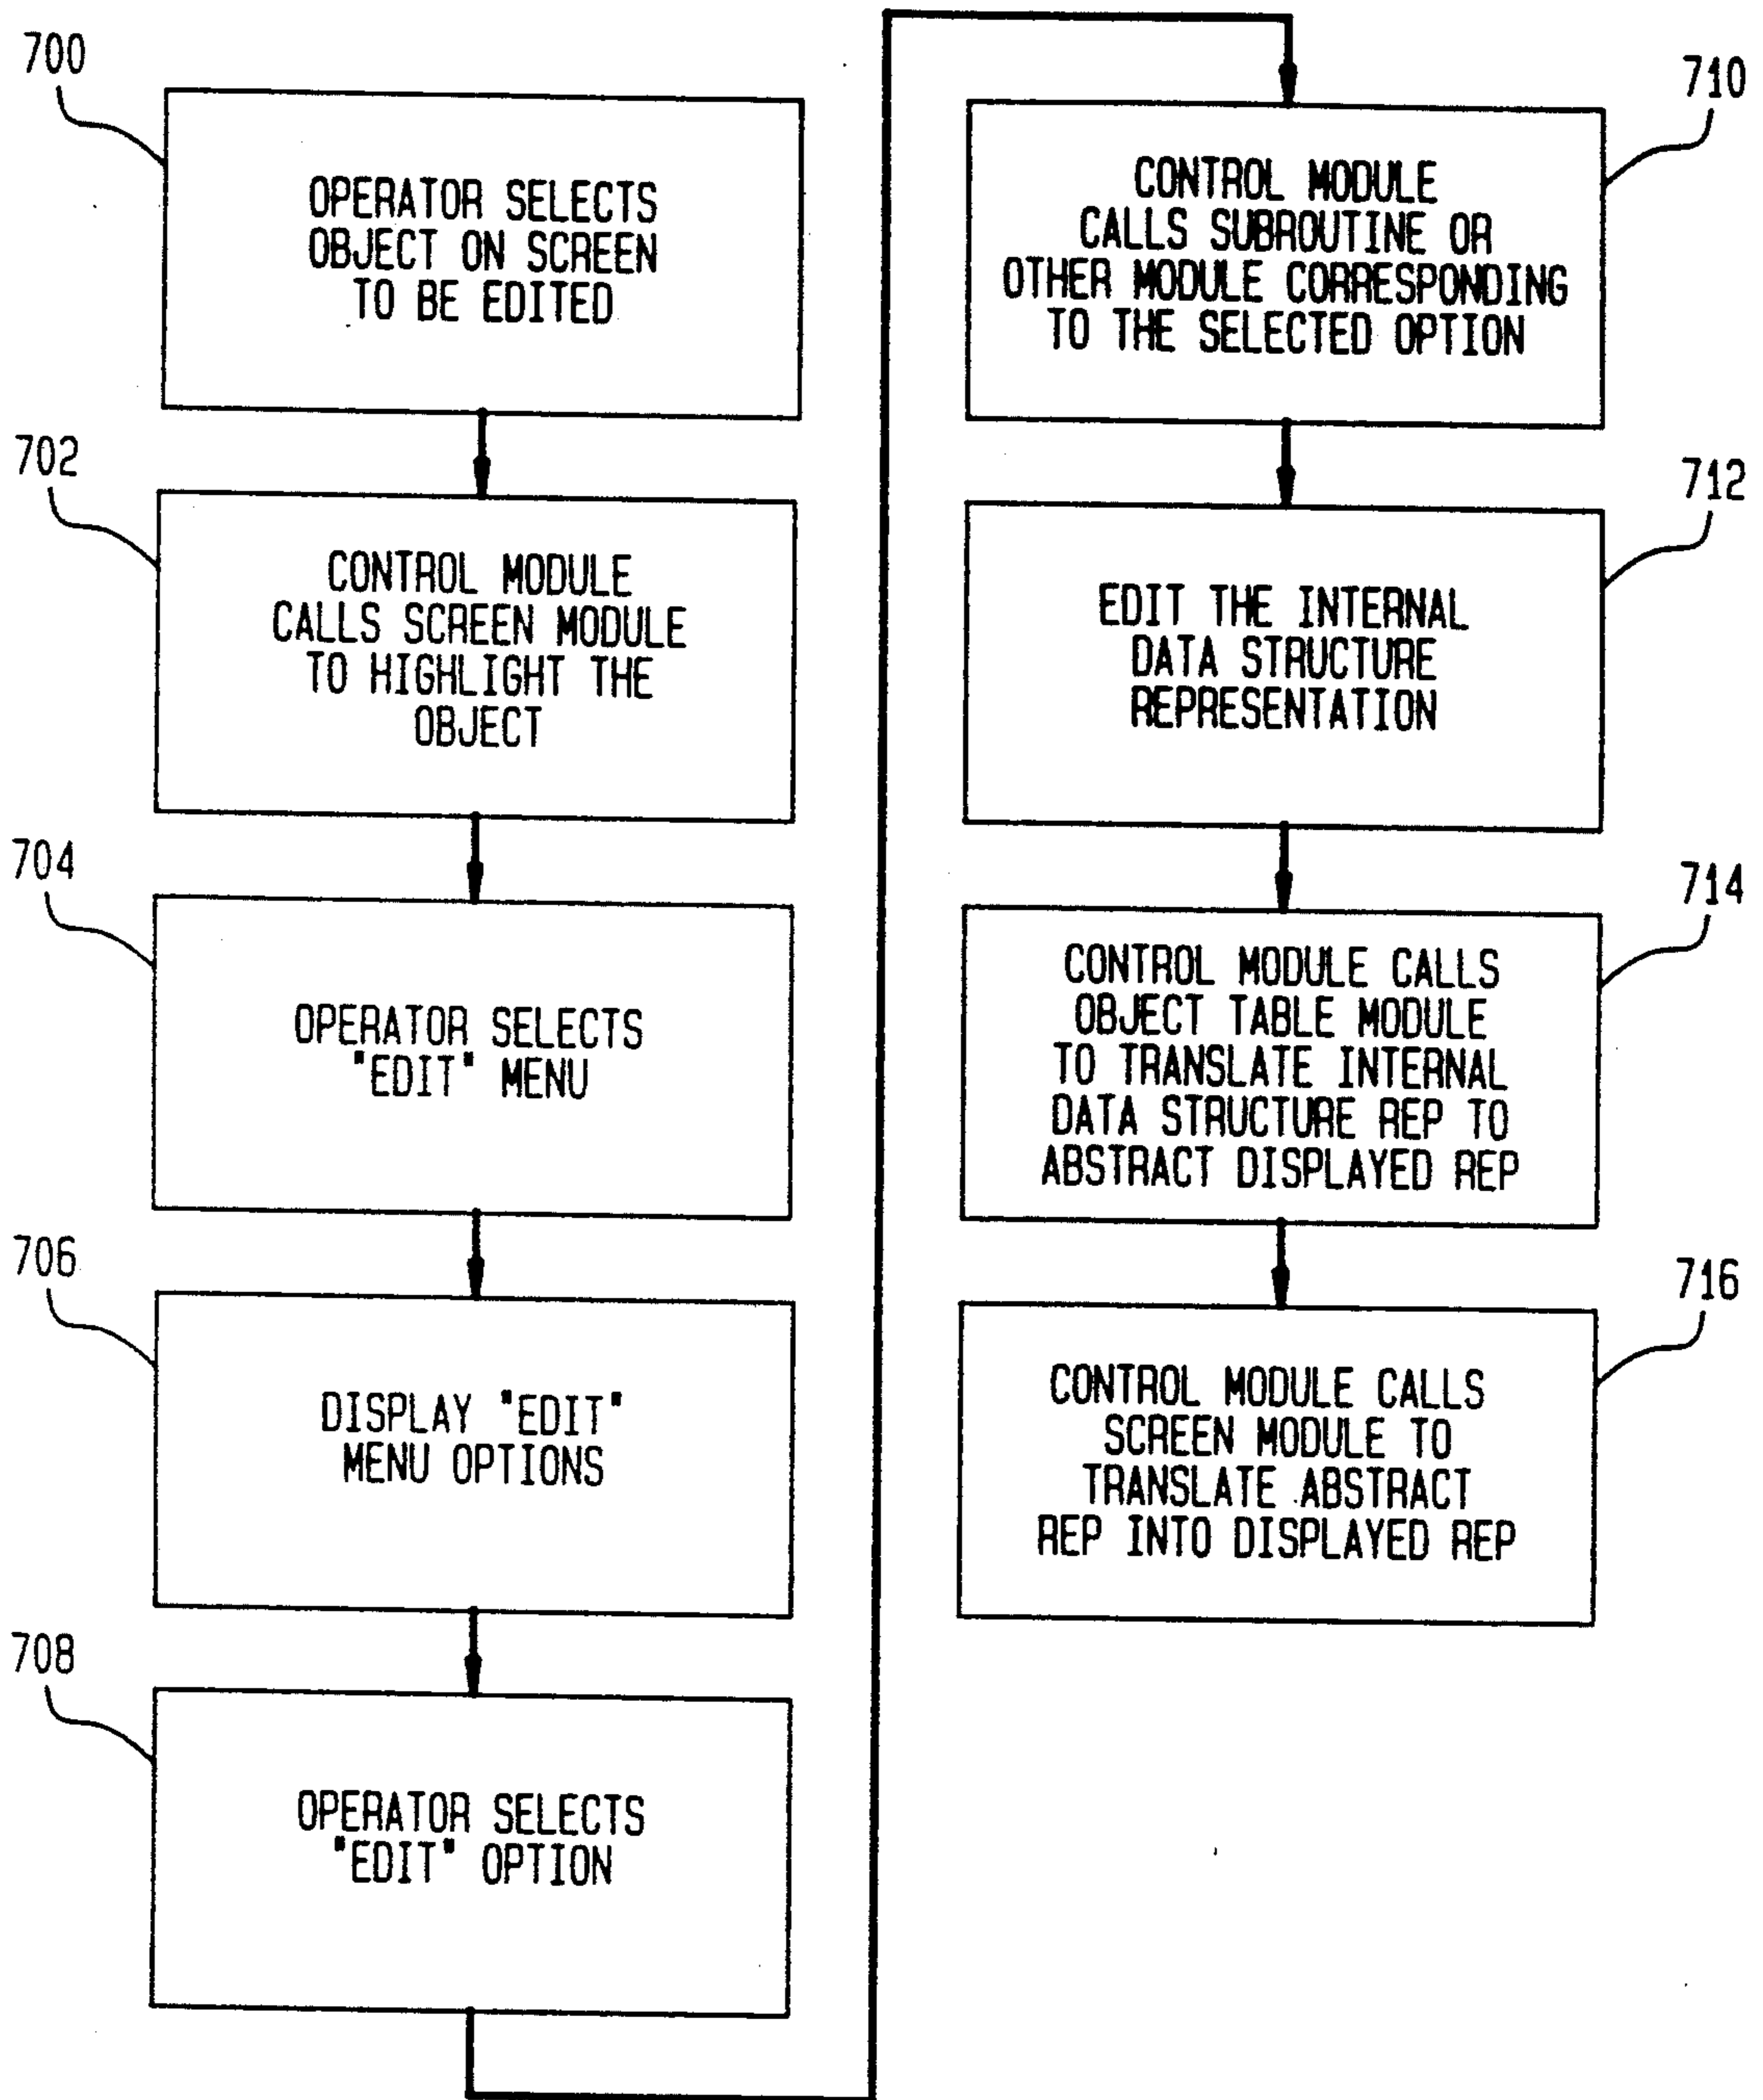 700
OPERATOR SELECTS
OBJECT ON SCREEN
TO BE EDITED
702
CONTROL MODULE
CALLS SCREEN MODULE
TO HIGHLIGHT THE
OBJECT
704
OPERATOR SELECTS
"EDIT" MENU
706
DISPLAY "EDIT"
MENU OPTIONS
708
OPERATOR SELECTS
"EDIT" OPTION
710
CONTROL MODULE
CALLS SUBROUTINE OR
OTHER MODULE CORRESPONDING
TO THE SELECTED OPTION
712
EDIT THE INTERNAL
DATA STRUCTURE
REPRESENTATION
714
CONTROL MODULE CALLS
OBJECT TABLE MODULE
TO TRANSLATE INTERNAL
DATA STRUCTURE REP TO
ABSTRACT DISPLAYED REP
716
CONTROL MODULE CALLS
SCREEN MODULE TO
TRANSLATE ABSTRACT
REP INTO DISPLAYED REP